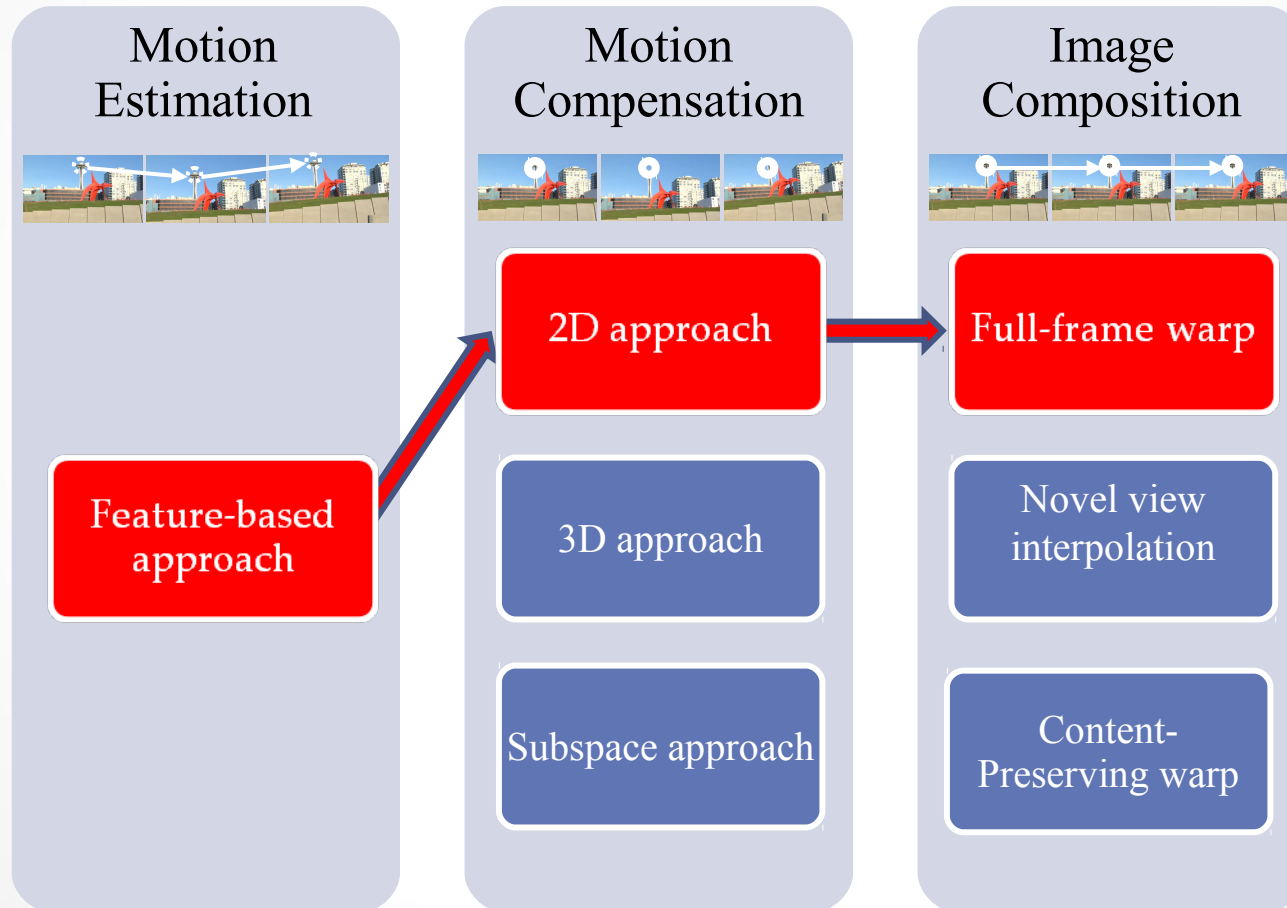 Motion
Estimation
Feature-based
approach
Motion
Compensation
2D approach
3D approach
Subspace approach
Image
Composition
Full-frame warp
Novel view
interpolation
Content-
Preserving warp